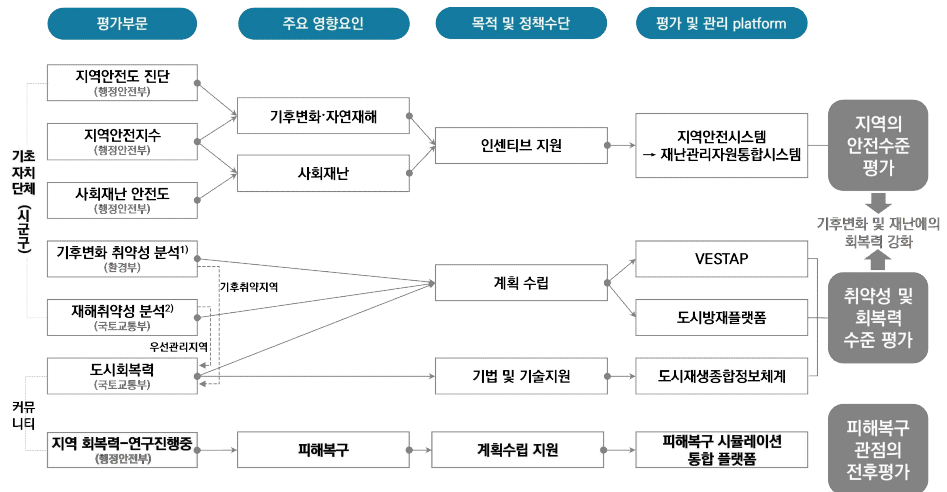 평가부문
주요 영향요인
목적 및 정책수단
평가 및 관리 platform
기초
자치
단체
(시군구)
커뮤
니티
지역안전도 진단
(행정안전부)
지역안전지수
(행정안전부)
사회재난 안전도
(행정안전부)
기후변화 취약성 분석1)
(환경부)
재해취약성 분석2)
(국토교통부)
도시회복력
(국토교통부)
지역 회복력-연구진행중
(행정안전부)
기후취약지역
우선관리지역
기후변화·자연재해
사회재난
피해복구
인센티브 지원
계획 수립
기법 및 기술지원
계획수립 지원
지역안전시스템
→ 재난관리자원통합시스템
VESTAP
도시방재플랫폼
도시재생종합정보체계
피해복구 시뮬레이션
통합 플랫폼
지역의
안전수준
평가
기후변화 및 재난에의
회복력 강화
취약성 및
회복력
수준 평가
피해복구
관점의
전후평가